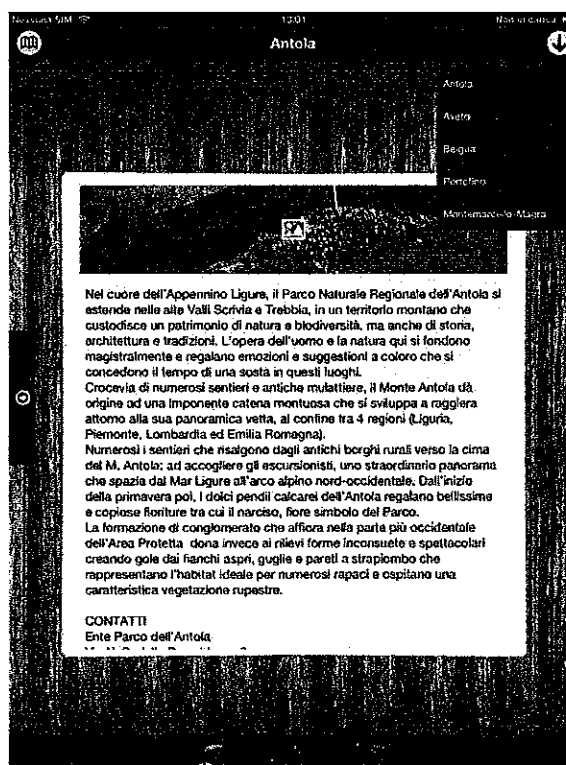 Nessuna SIM
13:01
Antola
Antola
Aveto
Beigua
Portofino
Montemarcello-Magra
Nel cuore dell'Appennino Ligure, il Parco Naturale Regionale dell'Antola si
estende nelle alte Valli Scrivia e Trebbia, in un territorio montano che
custodisce un patrimonio di natura e biodiversità, ma anche di storia,
architettura e tradizioni. L'opera dell'uomo e la natura qui si fondono
magistralmente e regalano emozioni e suggestioni a coloro che si
concedono il tempo di una sosta in questi luoghi.
Crocevia di numerosi sentieri e antiche mulattiere, il Monte Antola dà
origine ad una imponente catena montuosa che si sviluppa a raggiera
attorno alla sua panoramica vetta, al confine tra 4 regioni (Liguria,
Piemonte, Lombardia ed Emilia Romagna).
Numerosi i sentieri che risalgono dagli antichi borghi rurali verso la cima
del M. Antola: ad accogliere gli escursionisti, uno straordinario panorama
che spazia dal Mar Ligure all'arco alpino nord-occidentale. Dall'inizio
della primavera poi, i dolci pendii calcarei dell'Antola regalano bellissime
e copiose fioriture tra cui il narciso, fiore simbolo del Parco.
La formazione di conglomerato che affiora nella parte più occidentale
dell'Area Protetta dona invece ai rilievi forme inconsuete e spettacolari
creando gole dai fianchi aspri, guglie e pareti a strapiombo che
rappresentano l'habitat ideale per numerosi rapaci e ospitano una
caratteristica vegetazione rupestre.
CONTATTI
Ente Parco dell'Antola